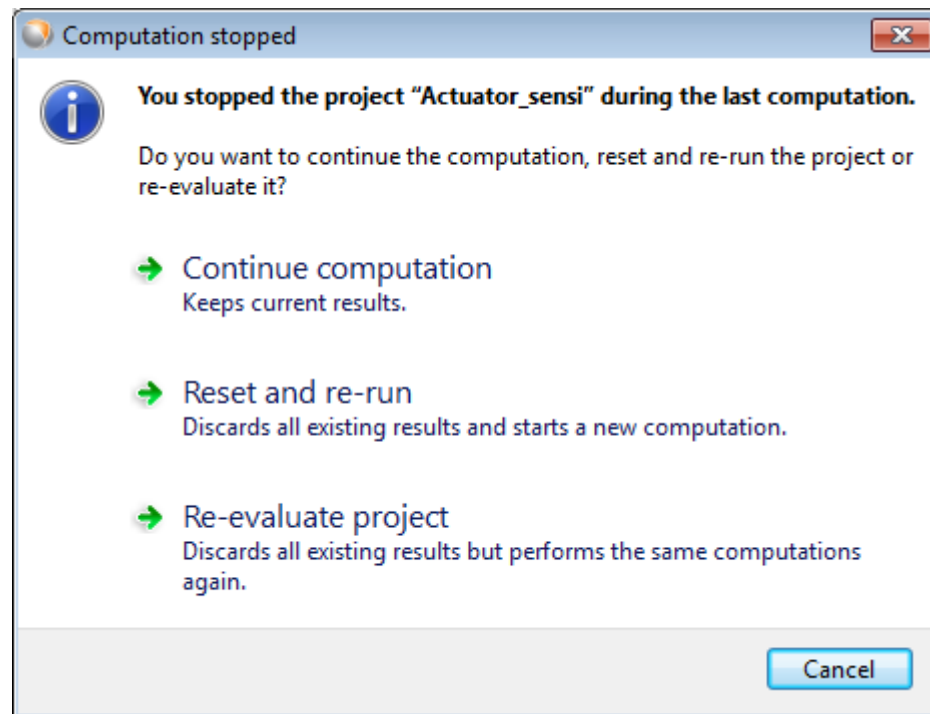 Computation stopped
You stopped the project “Actuator_sensi” during the last computation.
Do you want to continue the computation, reset and re-run the project or
re-evaluate it?
Continue computation
Keeps current results.
Reset and re-run
Discards all existing results and starts a new computation.
Re-evaluate project
Discards all existing results but performs the same computations
again.
Cancel